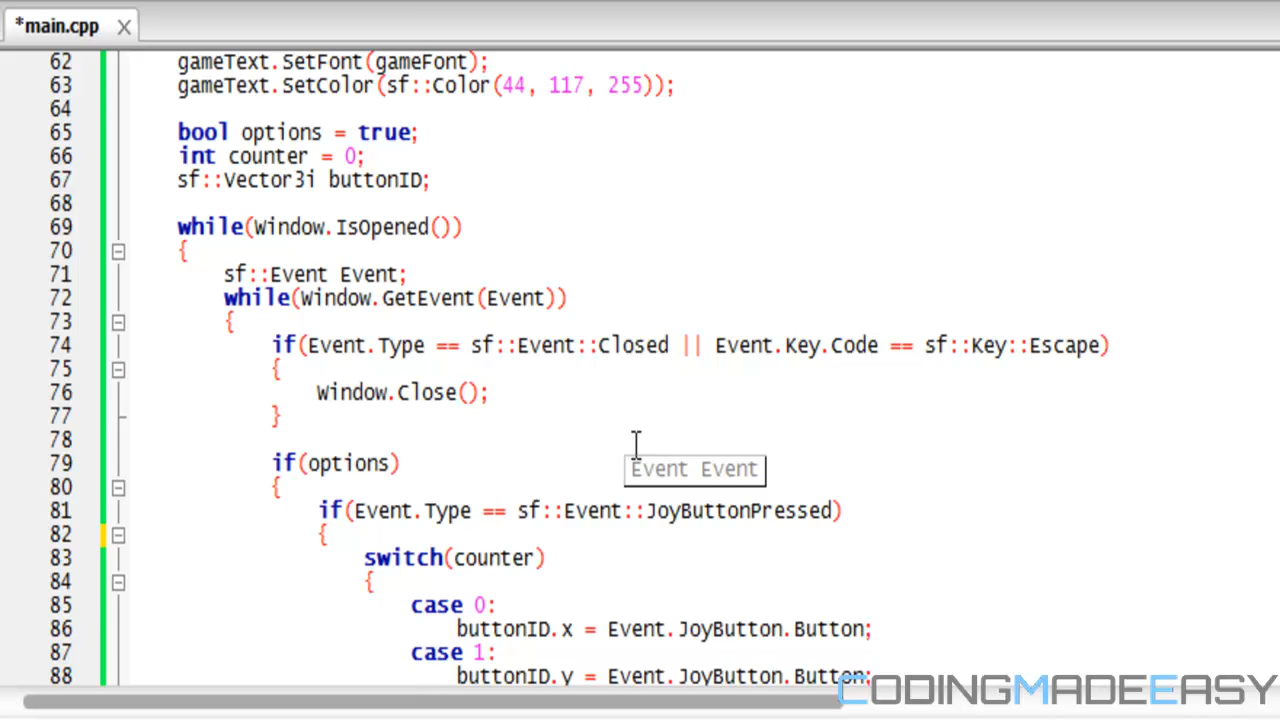 *main.cpp X
62 gameText.SetFont(gameFont);
63 gameText.SetColor(sf::Color(44, 117, 255));
64
65 bool options = true;
66 int counter = 0;
67 sf::Vector3i buttonID;
68
69 while(Window.IsOpened())
70 {
71 sf::Event Event;
72 while(Window.GetEvent(Event))
73 {
74 if(Event.Type == sf::Event::Closed || Event.Key.Code == sf::Key::Escape)
75 {
76 Window.Close();
77 }
78
Event Event
79 if(options)
80 {
81 if(Event.Type == sf::Event::JoyButtonPressed)
82 {
83 switch(counter)
84 {
85 case 0:
86 buttonID.x = Event.JoyButton.Button;
87 case 1:
88 buttonID.y = Event.JoyButton.Button;
CODINGMADEEASY